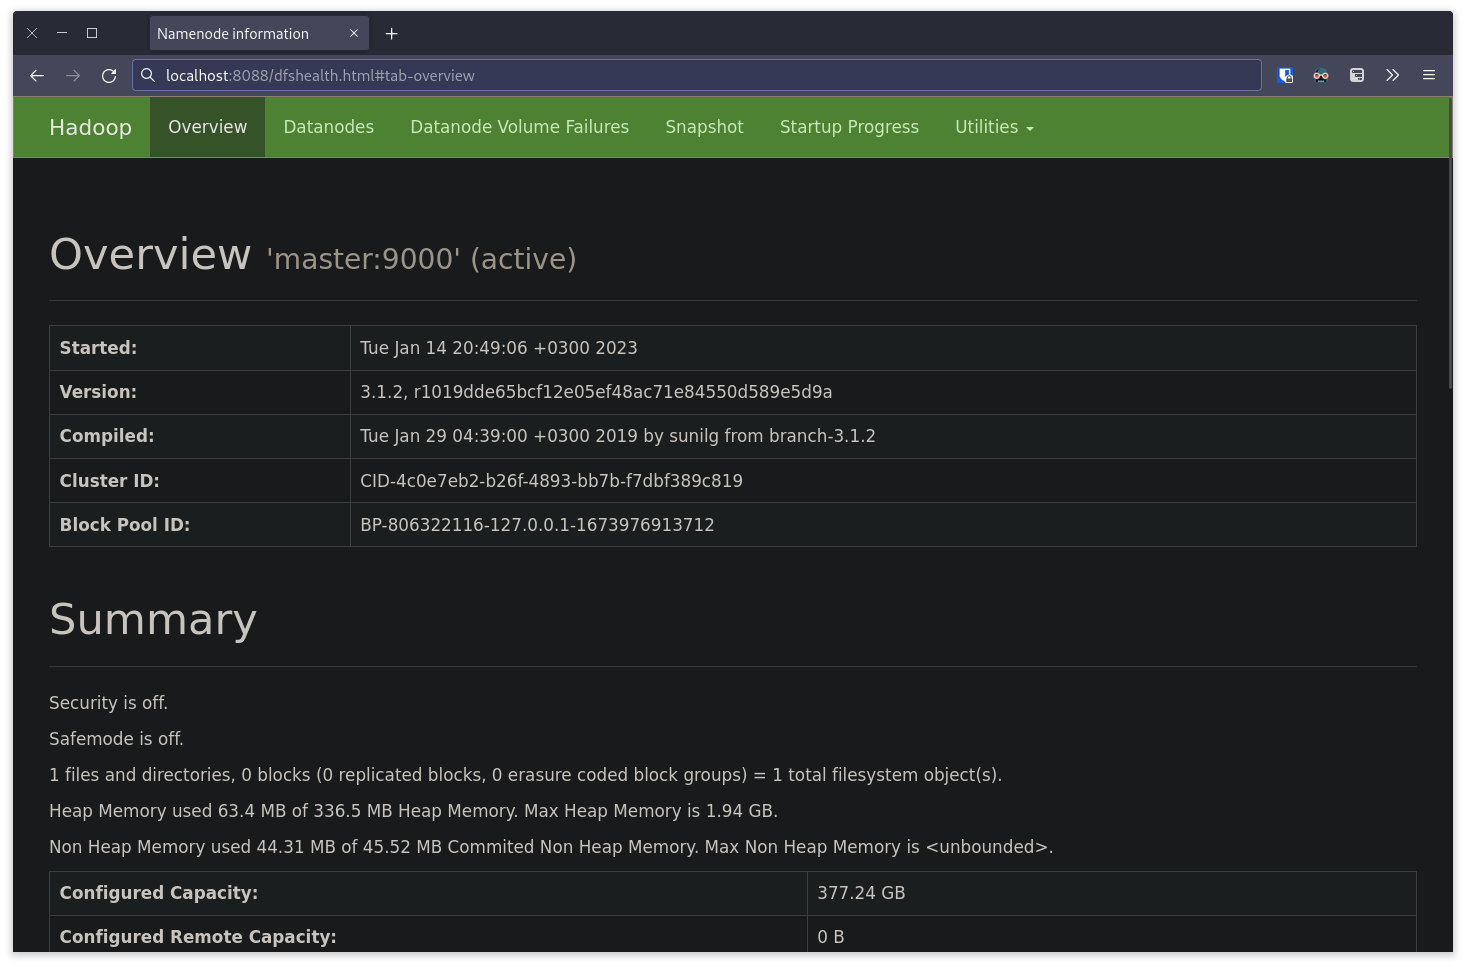 Namenode information
localhost:8088/dfshealth.html#tab-overview
Hadoop Overview Datanodes Datanode Volume Failures Snapshot Startup Progress Utilities
Overview 'master:9000' (active)
Started: Tue Jan 14 20:49:06 +0300 2023
Version: 3.1.2, r1019dde65bcf12e05ef48ac71e84550d589e5d9a
Compiled: Tue Jan 29 04:39:00 +0300 2019 by sunilg from branch-3.1.2
Cluster ID: CID-4c0e7eb2-b26f-4893-bb7b-f7dbf389c819
Block Pool ID: BP-806322116-127.0.0.1-1673976913712
Summary
Security is off.
Safemode is off.
1 files and directories, 0 blocks (0 replicated blocks, 0 erasure coded block groups) = 1 total filesystem object(s).
Heap Memory used 63.4 MB of 336.5 MB Heap Memory. Max Heap Memory is 1.94 GB.
Non Heap Memory used 44.31 MB of 45.52 MB Commited Non Heap Memory. Max Non Heap Memory is <unbounded>.
Configured Capacity: 377.24 GB
Configured Remote Capacity: 0 B